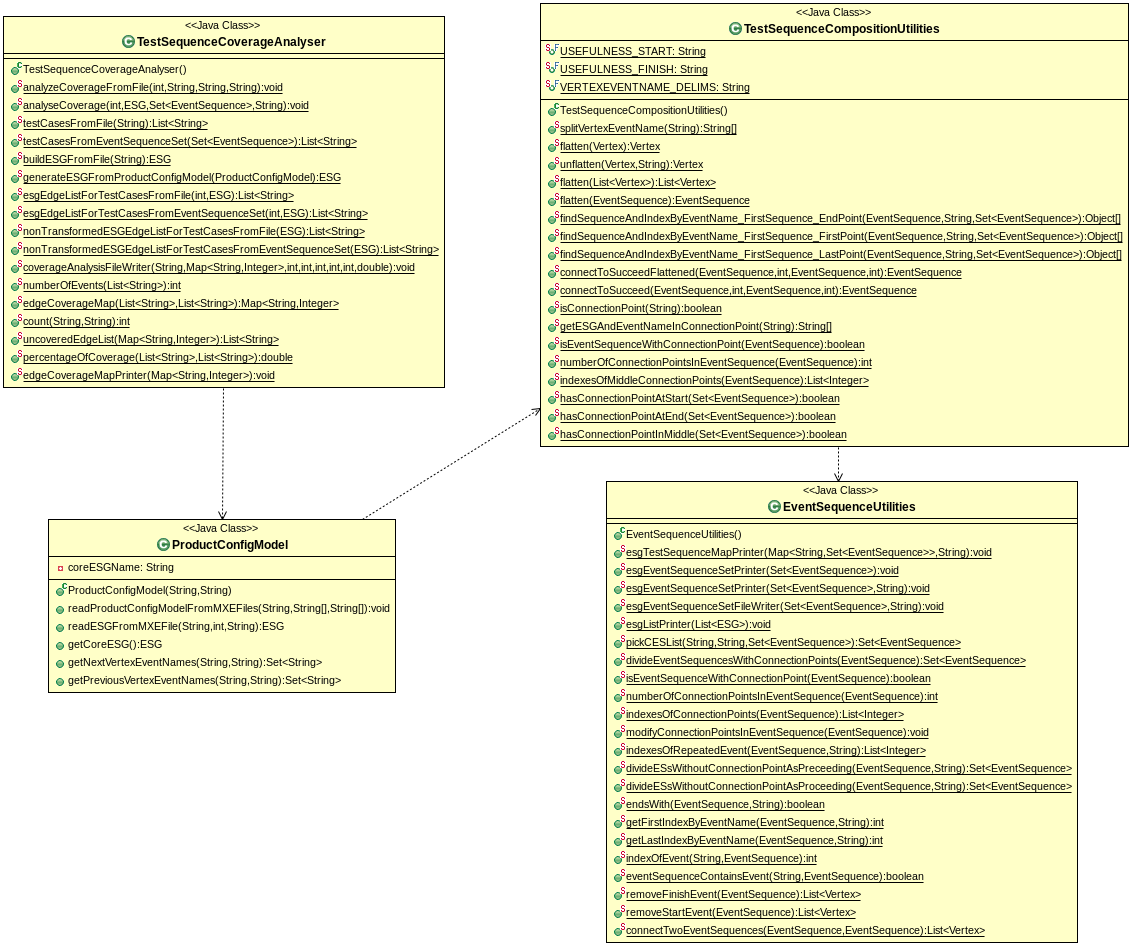 <<Java Class>>
TestSequenceCoverageAnalyser
TestSequenceCoverageAnalyser()
analyzeCoverageFromFile(int,String,String,String):void
analyseCoverage(int,ESG,Set<EventSequence>,String):void
testCasesFromFile(String):List<String>
testCasesFromEventSequenceSet(Set<EventSequence>):List<String>
buildESGFromFile(String):ESG
generateESGFromProductConfigModel(ProductConfigModel):ESG
esgEdgeListForTestCasesFromFile(int,ESG):List<String>
esgEdgeListForTestCasesFromEventSequenceSet(int,ESG):List<String>
nonTransformedESGEdgeListForTestCasesFromFile(ESG):List<String>
nonTransformedESGEdgeListForTestCasesFromEventSequenceSet(ESG):List<String>
coverageAnalysisFileWriter(String,Map<String,Integer>,int,int,int,int,int,double):void
numberOfEvents(List<String>):int
edgeCoverageMap(List<String>,List<String>):Map<String,Integer>
count(String,String):int
uncoveredEdgeList(Map<String,Integer>):List<String>
percentageOfCoverage(List<String>,List<String>):double
edgeCoverageMapPrinter(Map<String,Integer>):void
<<Java Class>>
TestSequenceCompositionUtilities
USEFULNESS_START: String
USEFULNESS_FINISH: String
VERTEXEVENTNAME_DELIMS: String
TestSequenceCompositionUtilities()
splitVertexEventName(String):String[]
flatten(Vertex):Vertex
unflatten(Vertex,String):Vertex
flatten(List<Vertex>):List<Vertex>
flatten(EventSequence):EventSequence
findSequenceAndIndexByEventName_FirstSequence_EndPoint(EventSequence,String,Set<EventSequence>):Object[]
findSequenceAndIndexByEventName_FirstSequence_FirstPoint(EventSequence,String,Set<EventSequence>):Object[]
findSequenceAndIndexByEventName_FirstSequence_LastPoint(EventSequence,String,Set<EventSequence>):Object[]
connectToSucceedFlattened(EventSequence,int,EventSequence,int):EventSequence
connectToSucceed(EventSequence,int,EventSequence,int):EventSequence
isConnectionPoint(String):boolean
getESGAndEventNameInConnectionPoint(String):String[]
isEventSequenceWithConnectionPoint(EventSequence):boolean
numberOfConnectionPointsInEventSequence(EventSequence):int
indexesOfMiddleConnectionPoints(EventSequence):List<Integer>
hasConnectionPointAtStart(Set<EventSequence>):boolean
hasConnectionPointAtEnd(Set<EventSequence>):boolean
hasConnectionPointInMiddle(Set<EventSequence>):boolean
<<Java Class>>
ProductConfigModel
coreESGName: String
ProductConfigModel(String,String)
readProductConfigModelFromMXEFiles(String,String[],String[]):void
readESGFromMXEFile(String,int,String):ESG
getCoreESG():ESG
getNextVertexEventNames(String,String):Set<String>
getPreviousVertexEventNames(String,String):Set<String>
<<Java Class>>
EventSequenceUtilities
EventSequenceUtilities()
esgTestSequenceMapPrinter(Map<String,Set<EventSequence>>,String):void
esgEventSequenceSetPrinter(Set<EventSequence>):void
esgEventSequenceSetPrinter(Set<EventSequence>,String):void
esgEventSequenceSetFileWriter(Set<EventSequence>,String):void
esgListPrinter(List<ESG>):void
pickCESList(String,String,Set<EventSequence>):Set<EventSequence>
divideEventSequencesWithConnectionPoints(EventSequence):Set<EventSequence>
isEventSequenceWithConnectionPoint(EventSequence):boolean
numberOfConnectionPointsInEventSequence(EventSequence):int
indexesOfConnectionPoints(EventSequence):List<Integer>
modifyConnectionPointsInEventSequence(EventSequence):void
indexesOfRepeatedEvent(EventSequence,String):List<Integer>
divideESsWithoutConnectionPointAsPreceeding(EventSequence,String):Set<EventSequence>
divideESsWithoutConnectionPointAsProceeding(EventSequence,String):Set<EventSequence>
endsWith(EventSequence,String):boolean
getFirstIndexByEventName(EventSequence,String):int
getLastIndexByEventName(EventSequence,String):int
indexOfEvent(String,EventSequence):int
eventSequenceContainsEvent(String,EventSequence):boolean
removeFinishEvent(EventSequence):List<Vertex>
removeStartEvent(EventSequence):List<Vertex>
connectTwoEventSequences(EventSequence,EventSequence):List<Vertex>